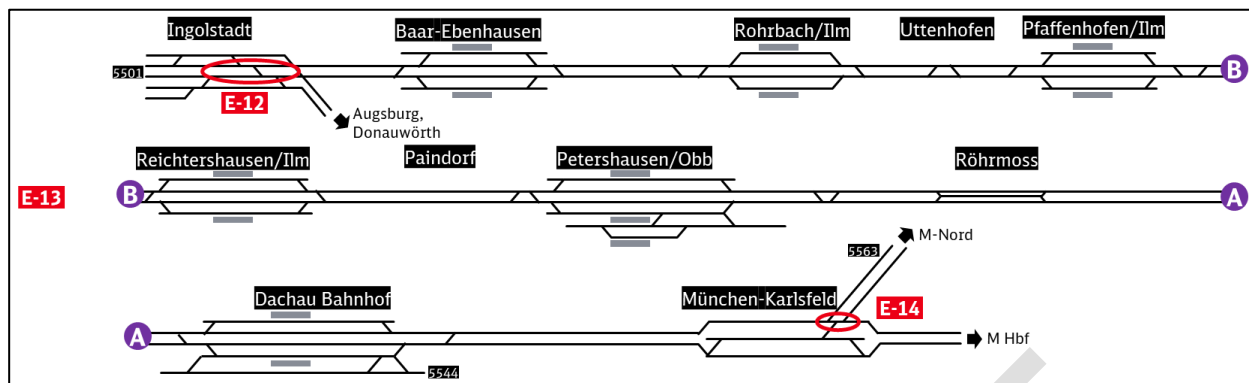 Ingolstadt
Baar-Ebenhausen
Rohrbach/Ilm
Uttenhofen
Pfaffenhofen/Ilm
5501
B
E-12
Augsburg,
Donauwörth
Reichertshausen/Ilm
Paindorf
Petershausen/Obb
Röhrmoss
E-13
B
A
5563
M-Nord
Dachau Bahnhof
München-Karlsfeld
E-14
A
M Hbf
5544